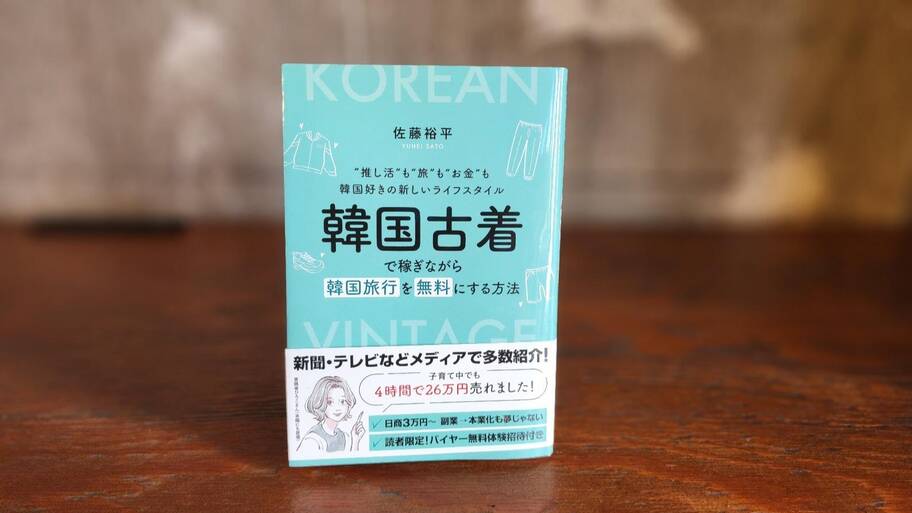 KOREAN
佐藤裕平
YUHEI SATO
"推し活"も"旅"も"お金"も
韓国好きの新しいライフスタイル
韓国古着
で稼ぎながら
韓国旅行を無料にする方法
VINTAGE
新聞・テレビなどメディアで多数紹介!
子育て中でも
4時間で26万円売れました!
✓日商3万円〜 副業→本業化も夢じゃない
✓読者限定!バイヤー無料体験招待付き